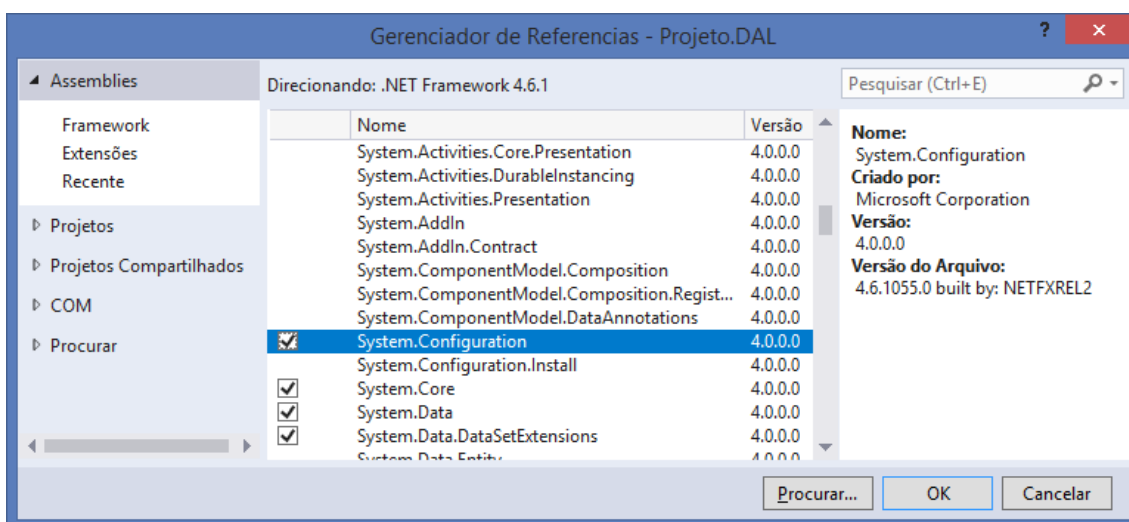 Gerenciador de Referencias - Projeto.DAL
?
Assemblies
Framework
Extensões
Recente
Projetos
Projetos Compartilhados
COM
Procurar
Direcionando: .NET Framework 4.6.1
Nome Versão
System.Activities.Core.Presentation 4.0.0.0
System.Activities.DurableInstancing 4.0.0.0
System.Activities.Presentation 4.0.0.0
System.AddIn 4.0.0.0
System.AddIn.Contract 4.0.0.0
System.ComponentModel.Composition 4.0.0.0
System.ComponentModel.Composition.Regist... 4.0.0.0
System.ComponentModel.DataAnnotations 4.0.0.0
System.Configuration 4.0.0.0
System.Configuration.Install 4.0.0.0
System.Core 4.0.0.0
System.Data 4.0.0.0
System.Data.DataSetExtensions 4.0.0.0
System.Data.Entity 4.0.0.0
Pesquisar (Ctrl+E)
Nome:
System.Configuration
Criado por:
Microsoft Corporation
Versão:
4.0.0.0
Versão do Arquivo:
4.6.1055.0 built by: NETFXREL2
Procurar... OK Cancelar